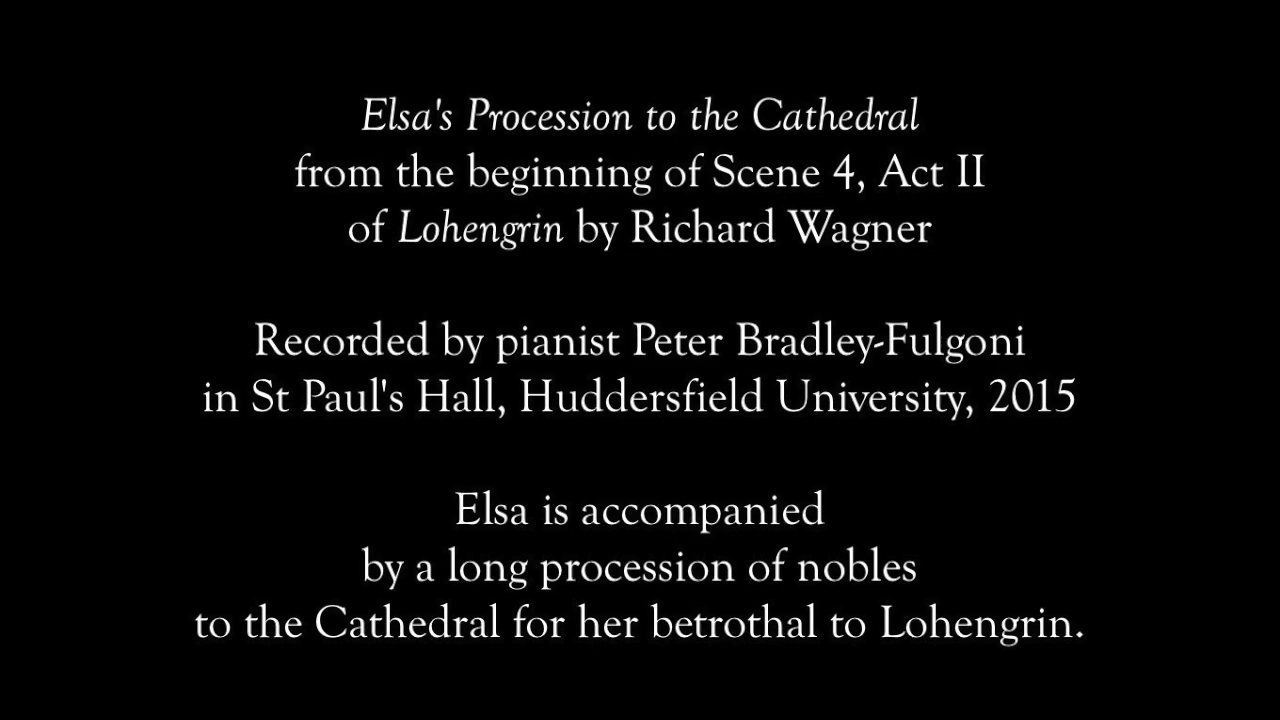 Elsa's Procession to the Cathedral
from the beginning of Scene 4, Act II
of Lohengrin by Richard Wagner
Recorded by pianist Peter Bradley-Fulgoni
in St Paul's Hall, Huddersfield University, 2015
Elsa is accompanied
by a long procession of nobles
to the Cathedral for her betrothal to Lohengrin.